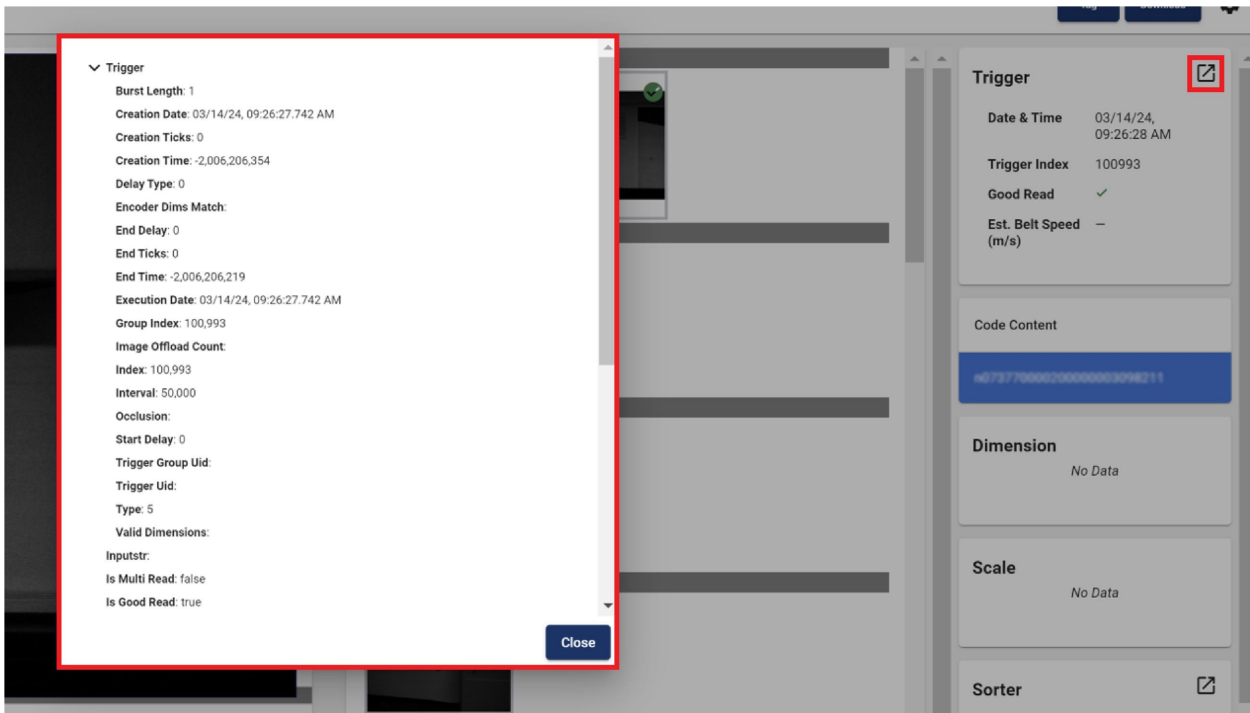 Trigger
Burst Length: 1
Creation Date: 03/14/24, 09:26:27.742 AM
Creation Ticks: 0
Creation Time: -2,006,206,354
Delay Type: 0
Encoder Dims Match:
End Delay: 0
End Ticks: 0
End Time: -2,006,206,219
Execution Date: 03/14/24, 09:26:27.742 AM
Group Index: 100,993
Image Offload Count:
Index: 100,993
Interval: 50,000
Occlusion:
Start Delay: 0
Trigger Group Uid:
Trigger Uid:
Type: 5
Valid Dimensions:
Inputstr:
Is Multi Read: false
Is Good Read: true
Close
Trigger
Date & Time 03/14/24,
09:26:28 AM
Trigger Index 100993
Good Read
Est. Belt Speed –
(m/s)
Code Content
Dimension
No Data
Scale
No Data
Sorter